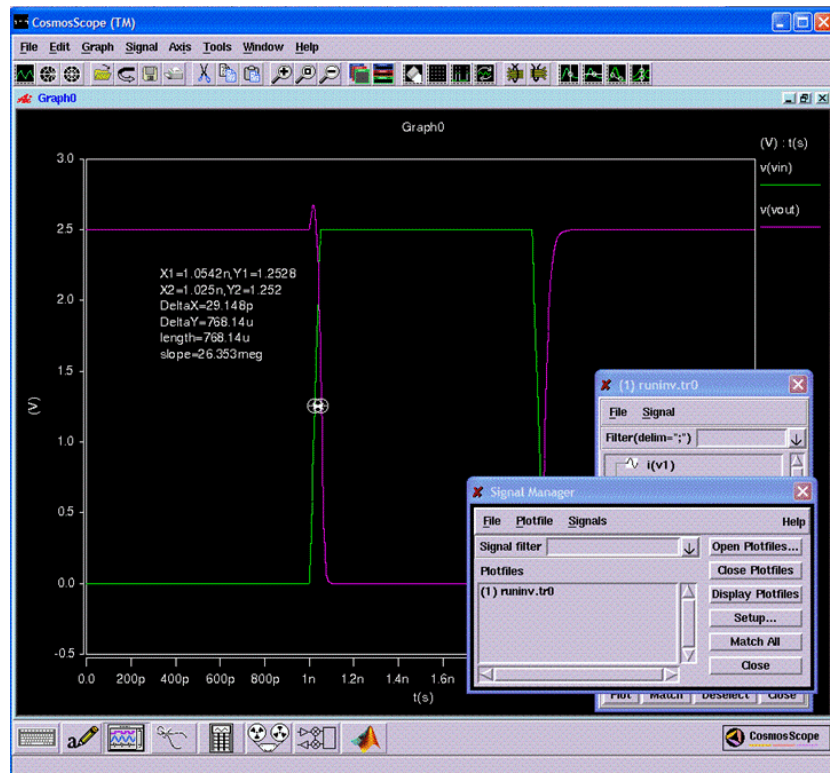 CosmosScope (TM)
File Edit Graph Signal Axis Tools Window Help
Graph0
Graph0
(V) : t(s)
v(vin)
v(vout)
3.0
2.5
2.0
1.5
1.0
0.5
0.0
-0.5
(V)
X1=1.0542n,Y1=1.2528
X2=1.025n,Y2=1.252
DeltaX=29.148p
DeltaY=768.14u
length=768.14u
slope=26.353meg
0.0 200p 400p 600p 800p 1n 1.2n 1.4n 1.6n
t(s)
(1) runinv.tr0
File Signal
Filter(delim=";")
i(v1)
Signal Manager
File Plotfile Signals Help
Signal filter
Plotfiles
(1) runinv.tr0
Open Plotfiles...
Close Plotfiles
Display Plotfiles
Setup...
Match All
Close
Plot Match Deselect Close
a
CosmosScope